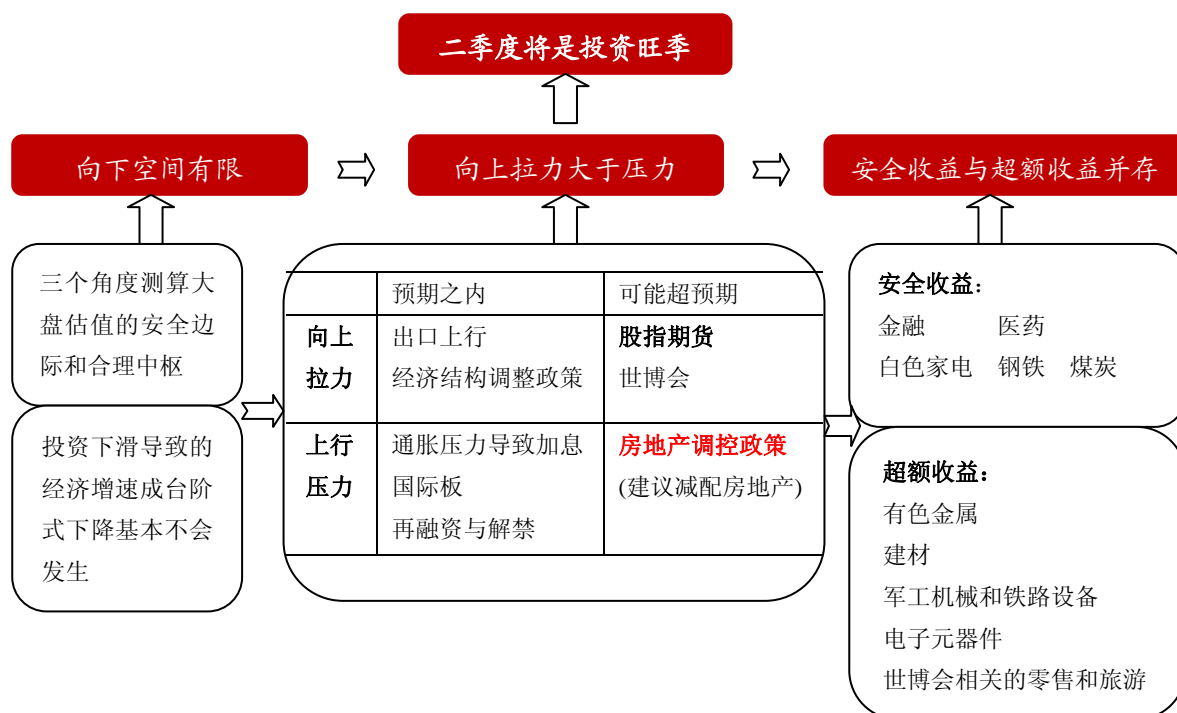 二季度将是投资旺季
向下空间有限
向上拉力大于压力
安全收益与超额收益并存
三个角度测算大
盘估值的安全边
际和合理中枢
投资下滑导致的
经济增速成台阶
式下降基本不会
发生
预期之内 可能超预期
向上 出口上行 股指期货
拉力 经济结构调整政策 世博会
上行 通胀压力导致加息 房地产调控政策
压力 国际板 (建议减配房地产)
再融资与解禁
安全收益：
金融 医药
白色家电 钢铁 煤炭
超额收益：
有色金属
建材
军工机械和铁路设备
电子元器件
世博会相关的零售和旅游